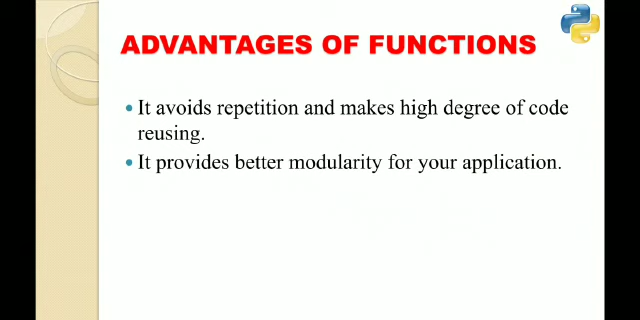 ADVANTAGES OF FUNCTIONS
It avoids repetition and makes high degree of code
reusing.
It provides better modularity for your application.